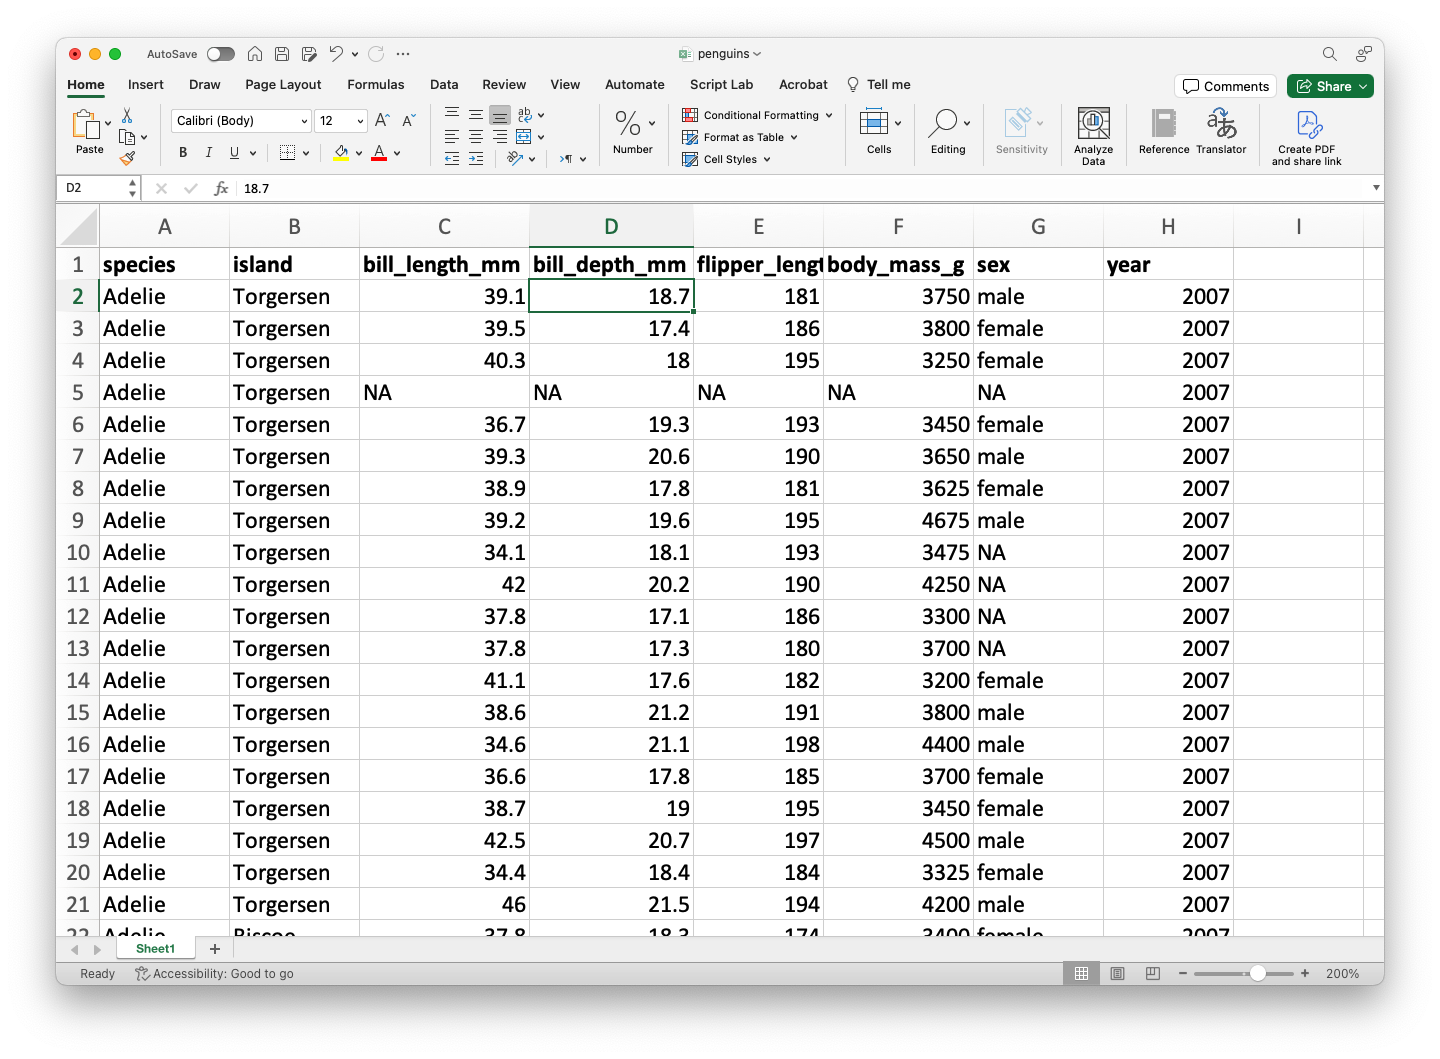 AutoSave penguins
Home Insert Draw Page Layout Formulas Data Review View Automate Script Lab Acrobat Tell me Comments Share
Paste Calibri (Body) 12 A A B I U A ab Number Conditional Formatting Format as Table Cell Styles Cells Editing Sensitivity Analyze Data Reference Translator Create PDF and share link
D2 fx 18.7
A B C D E F G H I
1 species island bill_length_mm bill_depth_mm flipper_lengt body_mass_g sex year
2 Adelie Torgersen 39.1 18.7 181 3750 male 2007
3 Adelie Torgersen 39.5 17.4 186 3800 female 2007
4 Adelie Torgersen 40.3 18 195 3250 female 2007
5 Adelie Torgersen NA NA NA NA NA 2007
6 Adelie Torgersen 36.7 19.3 193 3450 female 2007
7 Adelie Torgersen 39.3 20.6 190 3650 male 2007
8 Adelie Torgersen 38.9 17.8 181 3625 female 2007
9 Adelie Torgersen 39.2 19.6 195 4675 male 2007
10 Adelie Torgersen 34.1 18.1 193 3475 NA 2007
11 Adelie Torgersen 42 20.2 190 4250 NA 2007
12 Adelie Torgersen 37.8 17.1 186 3300 NA 2007
13 Adelie Torgersen 37.8 17.3 180 3700 NA 2007
14 Adelie Torgersen 41.1 17.6 182 3200 female 2007
15 Adelie Torgersen 38.6 21.2 191 3800 male 2007
16 Adelie Torgersen 34.6 21.1 198 4400 male 2007
17 Adelie Torgersen 36.6 17.8 185 3700 female 2007
18 Adelie Torgersen 38.7 19 195 3450 female 2007
19 Adelie Torgersen 42.5 20.7 197 4500 male 2007
20 Adelie Torgersen 34.4 18.4 184 3325 female 2007
21 Adelie Torgersen 46 21.5 194 4200 male 2007
22 Adelie Biscoe 37.8 18.3 174 3400 female 2007
Sheet1 +
Ready Accessibility: Good to go 200%